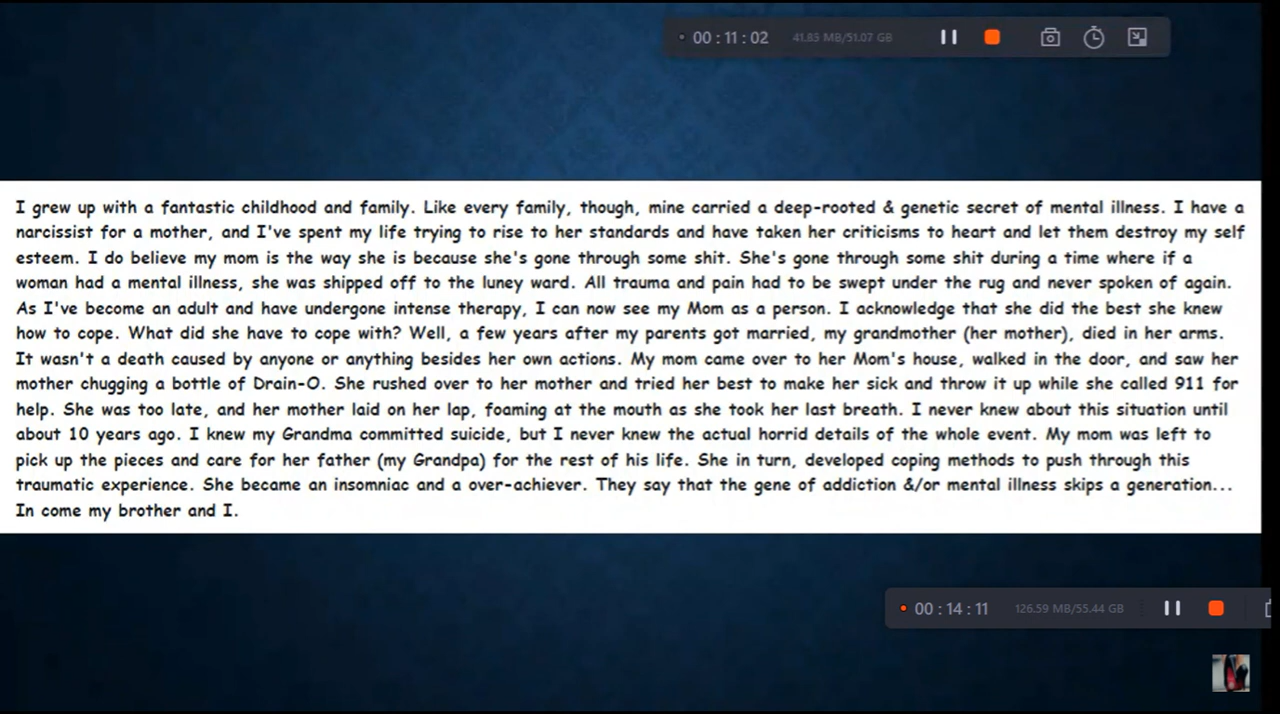 00 : 11 : 02 41.83 MB/51.07 GB
I grew up with a fantastic childhood and family. Like every family, though, mine carried a deep-rooted & genetic secret of mental illness. I have a
narcissist for a mother, and I've spent my life trying to rise to her standards and have taken her criticisms to heart and let them destroy my self
esteem. I do believe my mom is the way she is because she's gone through some shit. She's gone through some shit during a time where if a
woman had a mental illness, she was shipped off to the luney ward. All trauma and pain had to be swept under the rug and never spoken of again.
As I've become an adult and have undergone intense therapy, I can now see my Mom as a person. I acknowledge that she did the best she knew
how to cope. What did she have to cope with? Well, a few years after my parents got married, my grandmother (her mother), died in her arms.
It wasn't a death caused by anyone or anything besides her own actions. My mom came over to her Mom's house, walked in the door, and saw her
mother chugging a bottle of Drain-O. She rushed over to her mother and tried her best to make her sick and throw it up while she called 911 for
help. She was too late, and her mother laid on her lap, foaming at the mouth as she took her last breath. I never knew about this situation until
about 10 years ago. I knew my Grandma committed suicide, but I never knew the actual horrid details of the whole event. My mom was left to
pick up the pieces and care for her father (my Grandpa) for the rest of his life. She in turn, developed coping methods to push through this
traumatic experience. She became an insomniac and a over-achiever. They say that the gene of addiction &/or mental illness skips a generation...
In come my brother and I.
00 : 14 : 11 126.59 MB/55.44 GB